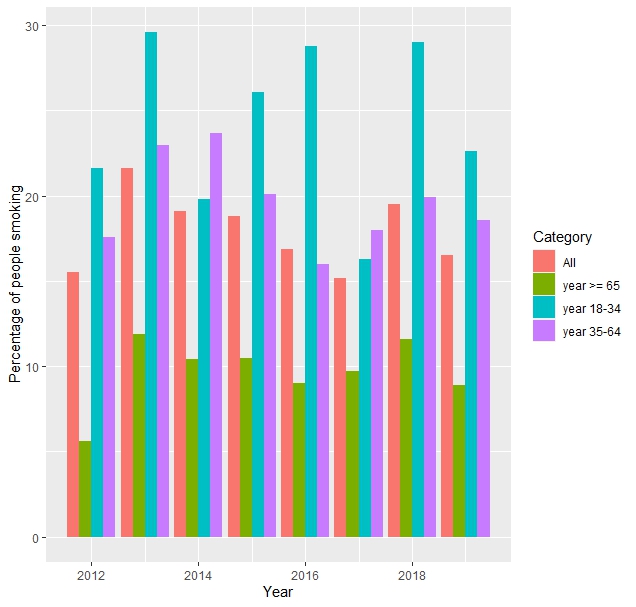 30
20
10
0
Percentage of people smoking
2012 2014 2016 2018
Year
Category
All
year >= 65
year 18-34
year 35-64